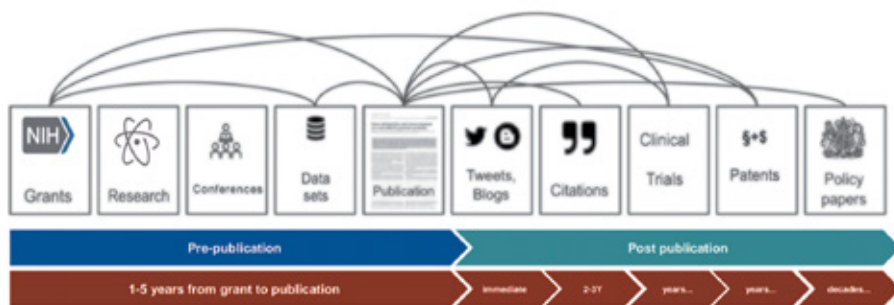 NIH
Grants
Research
Conferences
Data
sets
Publication
Tweets,
Blogs
Citations
Clinical
Trials
§+$
Patents
Policy
papers
Pre-publication
Post publication
1-5 years from grant to publication
immediate
2-3Y
years...
years...
decades...